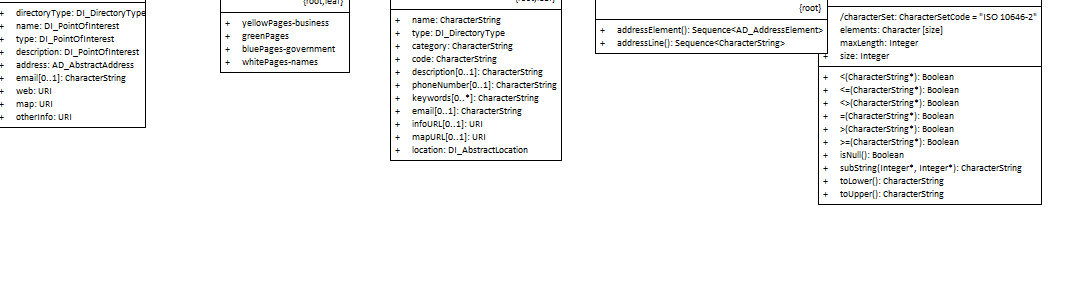 + directoryType: DI_DirectoryType
+ name: DI_PointOfInterest
+ type: DI_PointOfInterest
+ description: DI_PointOfInterest
+ address: AD_AbstractAddress
+ email[0..1]: CharacterString
+ web: URI
+ map: URI
+ otherInfo: URI
+ yellowPages-business
+ greenPages
+ bluePages-government
+ whitePages-names
+ name: CharacterString
+ type: DI_DirectoryType
+ category: CharacterString
+ code: CharacterString
+ description[0..1]: CharacterString
+ phoneNumber[0..1]: CharacterString
+ keywords[0..*]: CharacterString
+ email[0..1]: CharacterString
+ infoURL[0..1]: URI
+ mapURL[0..1]: URI
+ location: DI_AbstractLocation
{root}
+ addressElement(): Sequence<AD_AddressElement>
+ addressLine(): Sequence<CharacterString>
/characterSet: CharacterSetCode = "ISO 10646-2"
elements: Character [size]
maxLength: Integer
+ size: Integer
+ <(CharacterString*): Boolean
+ <=(CharacterString*): Boolean
+ <>(CharacterString*): Boolean
+ =(CharacterString*): Boolean
+ >(CharacterString*): Boolean
+ >=(CharacterString*): Boolean
+ isNull(): Boolean
+ subString(Integer*, Integer*): CharacterString
+ toLower(): CharacterString
+ toUpper(): CharacterString